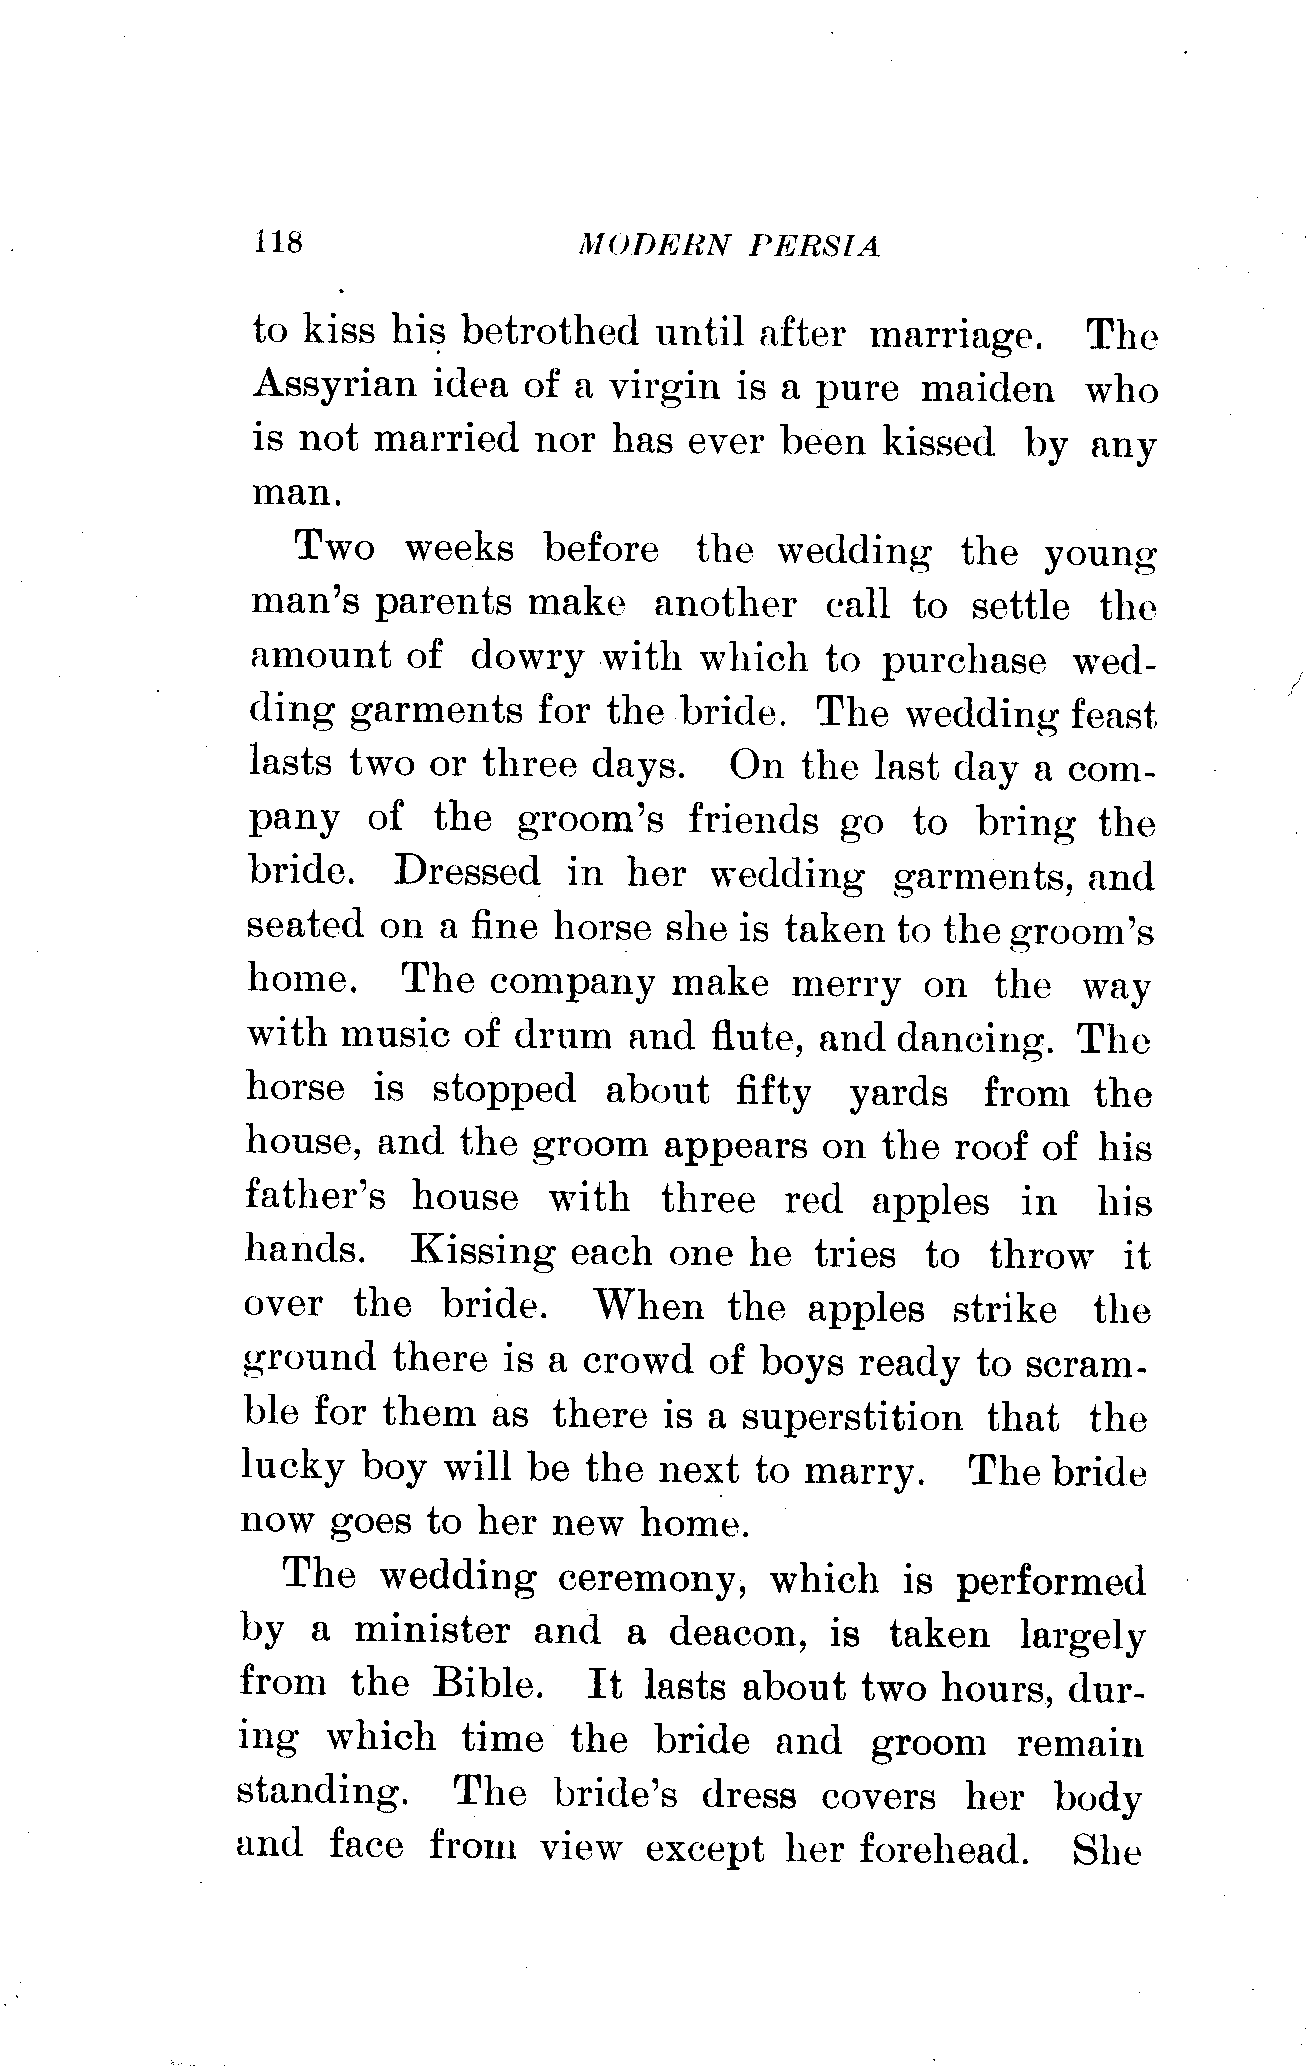 118 MODERN PERSIA
to kiss his betrothed until after marriage. The
Assyrian idea of a virgin is a pure maiden who
is not married nor has ever been kissed by any
man.
Two weeks before the wedding the young
man's parents make another call to settle the
amount of dowry with which to purchase wed-
ding garments for the bride. The wedding feast
lasts two or three days. On the last day a com-
pany of the groom's friends go to bring the
bride. Dressed in her wedding garments, and
seated on a fine horse she is taken to the groom's
home. The company make merry on the way
with music of drum and flute, and dancing. The
horse is stopped about fifty yards from the
house, and the groom appears on the roof of his
father's house with three red apples in his
hands. Kissing each one he tries to throw it
over the bride. When the apples strike the
ground there is a crowd of boys ready to scram-
ble for them as there is a superstition that the
lucky boy will be the next to marry. The bride
now goes to her new home.
The wedding ceremony, which is performed
by a minister and a deacon, is taken largely
from the Bible. It lasts about two hours, dur-
ing which time the bride and groom remain
standing. The bride's dress covers her body
and face from view except her forehead. She